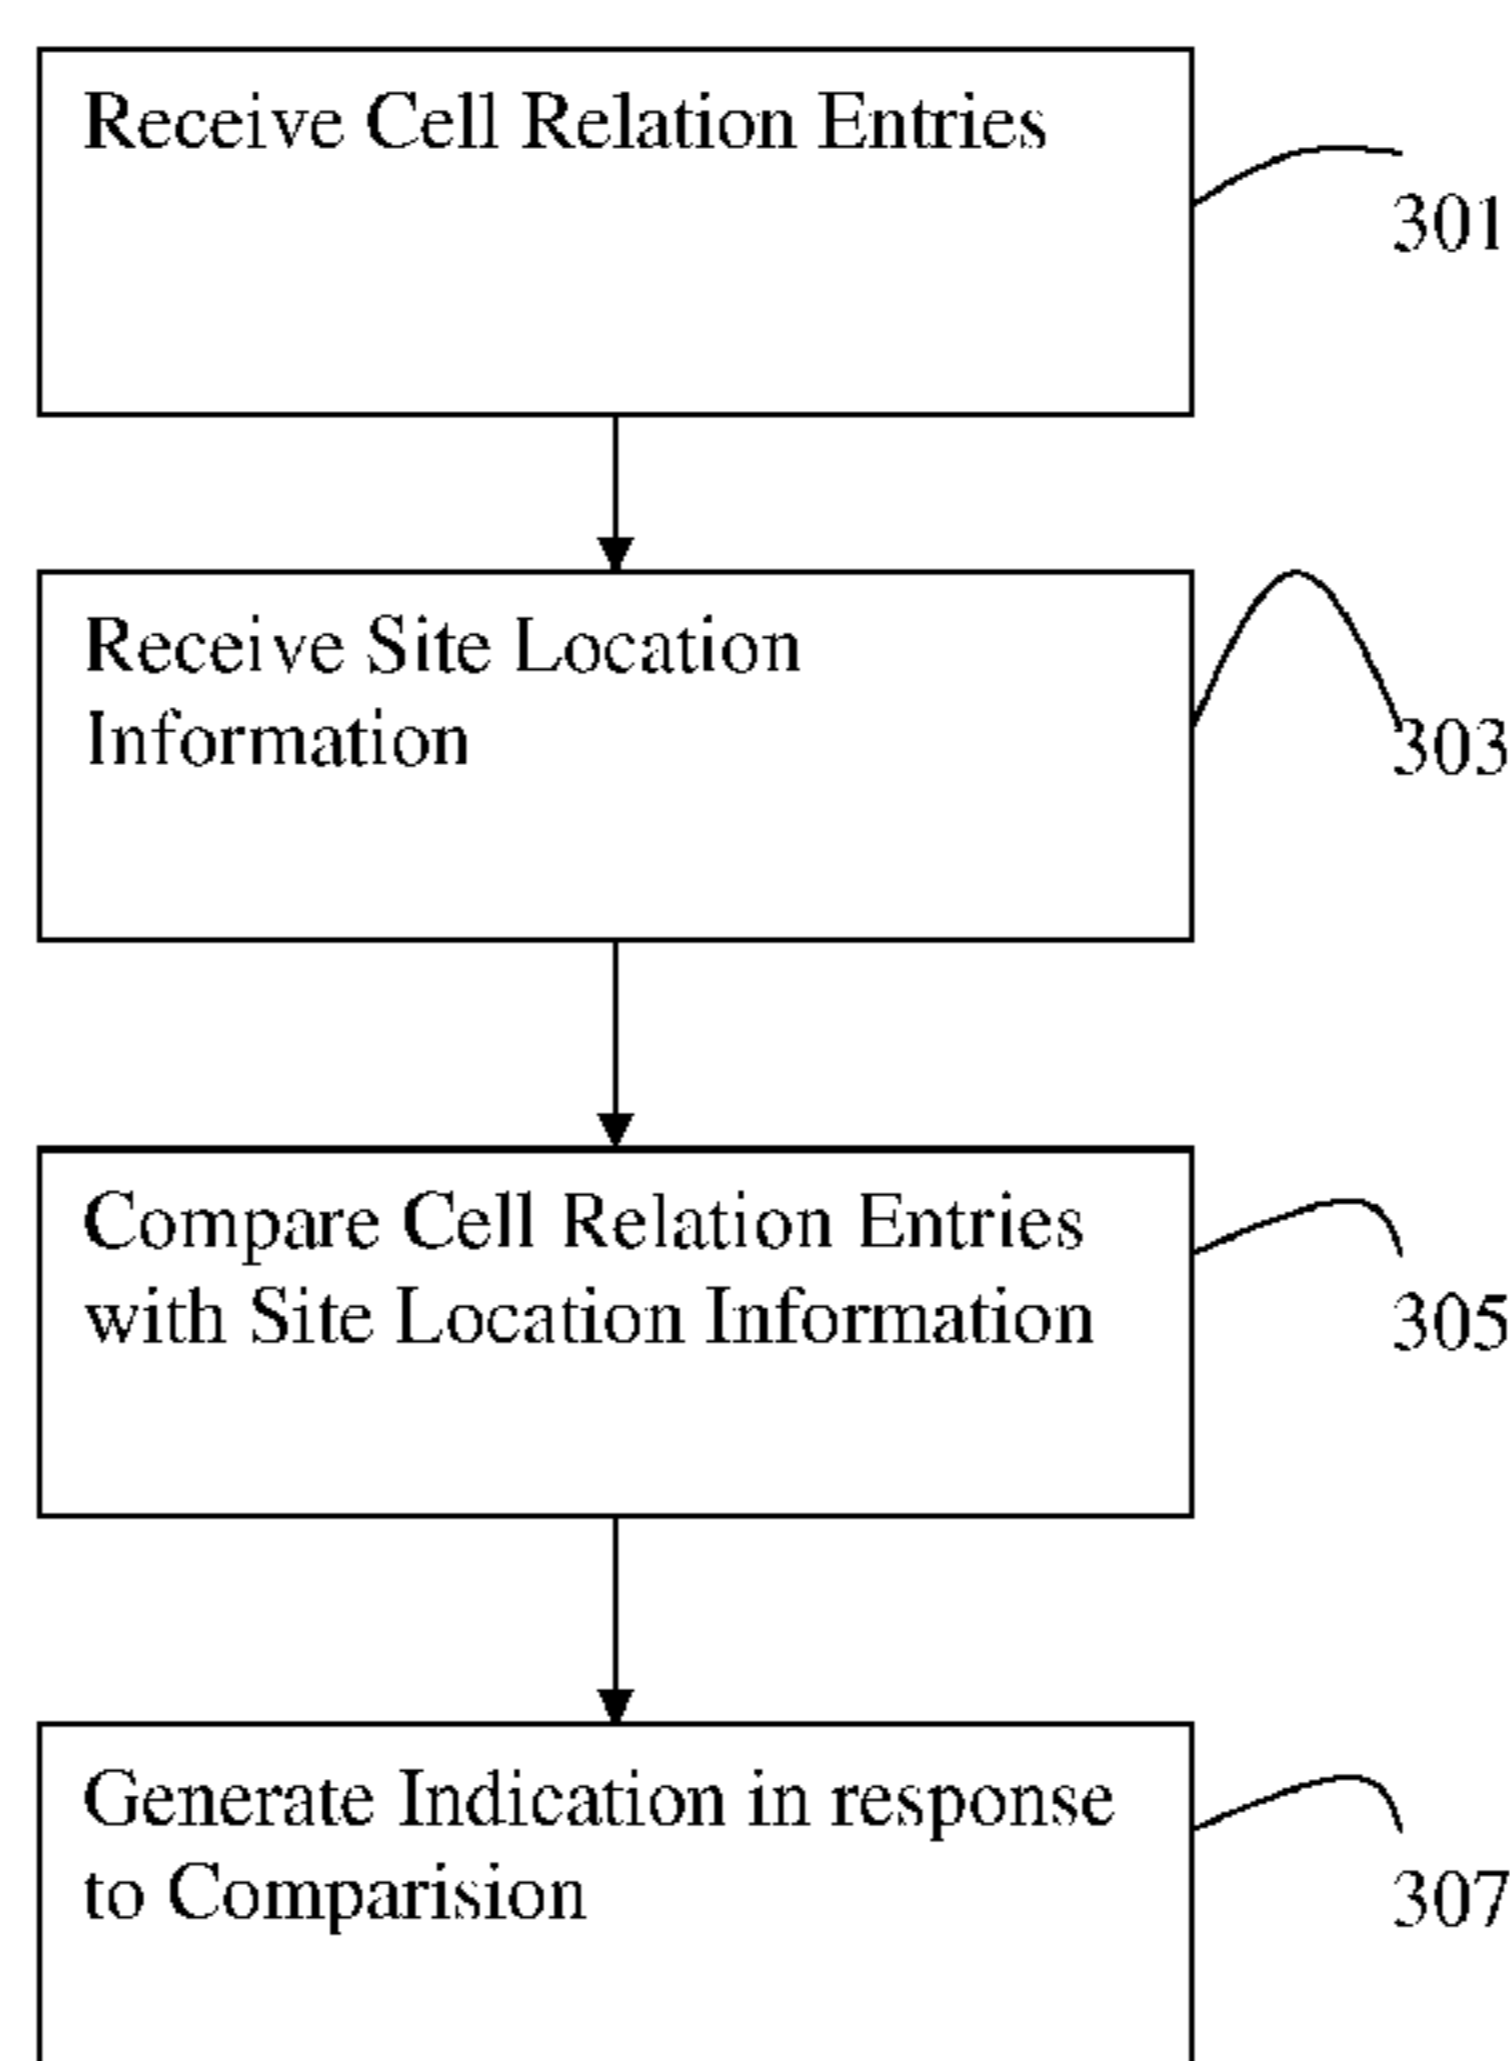 Receive Cell Relation Entries
301
Receive Site Location
Information
303
Compare Cell Relation Entries
with Site Location Information
305
Generate Indication in response
to Comparision
307